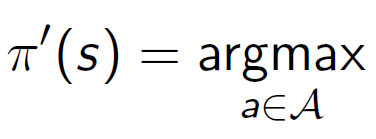 π′(s) = argmax
a∈𝒜